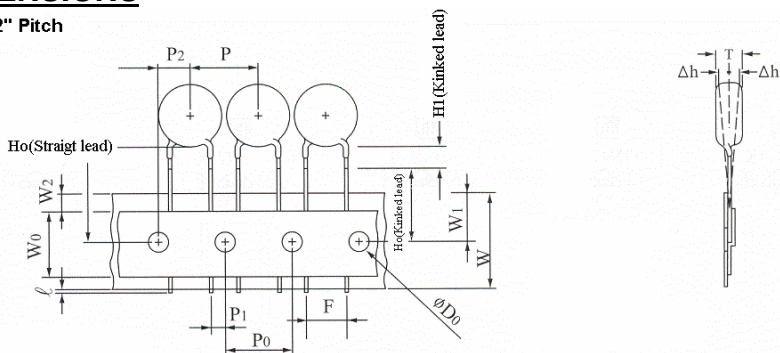 2" Pitch
P2
P
H1(Kinked lead)
T
Δh
Δh
Ho(Straigt lead)
W2
W0
Ho(Kinked lead)
W1
W
ℓ
P1
P0
F
øD0